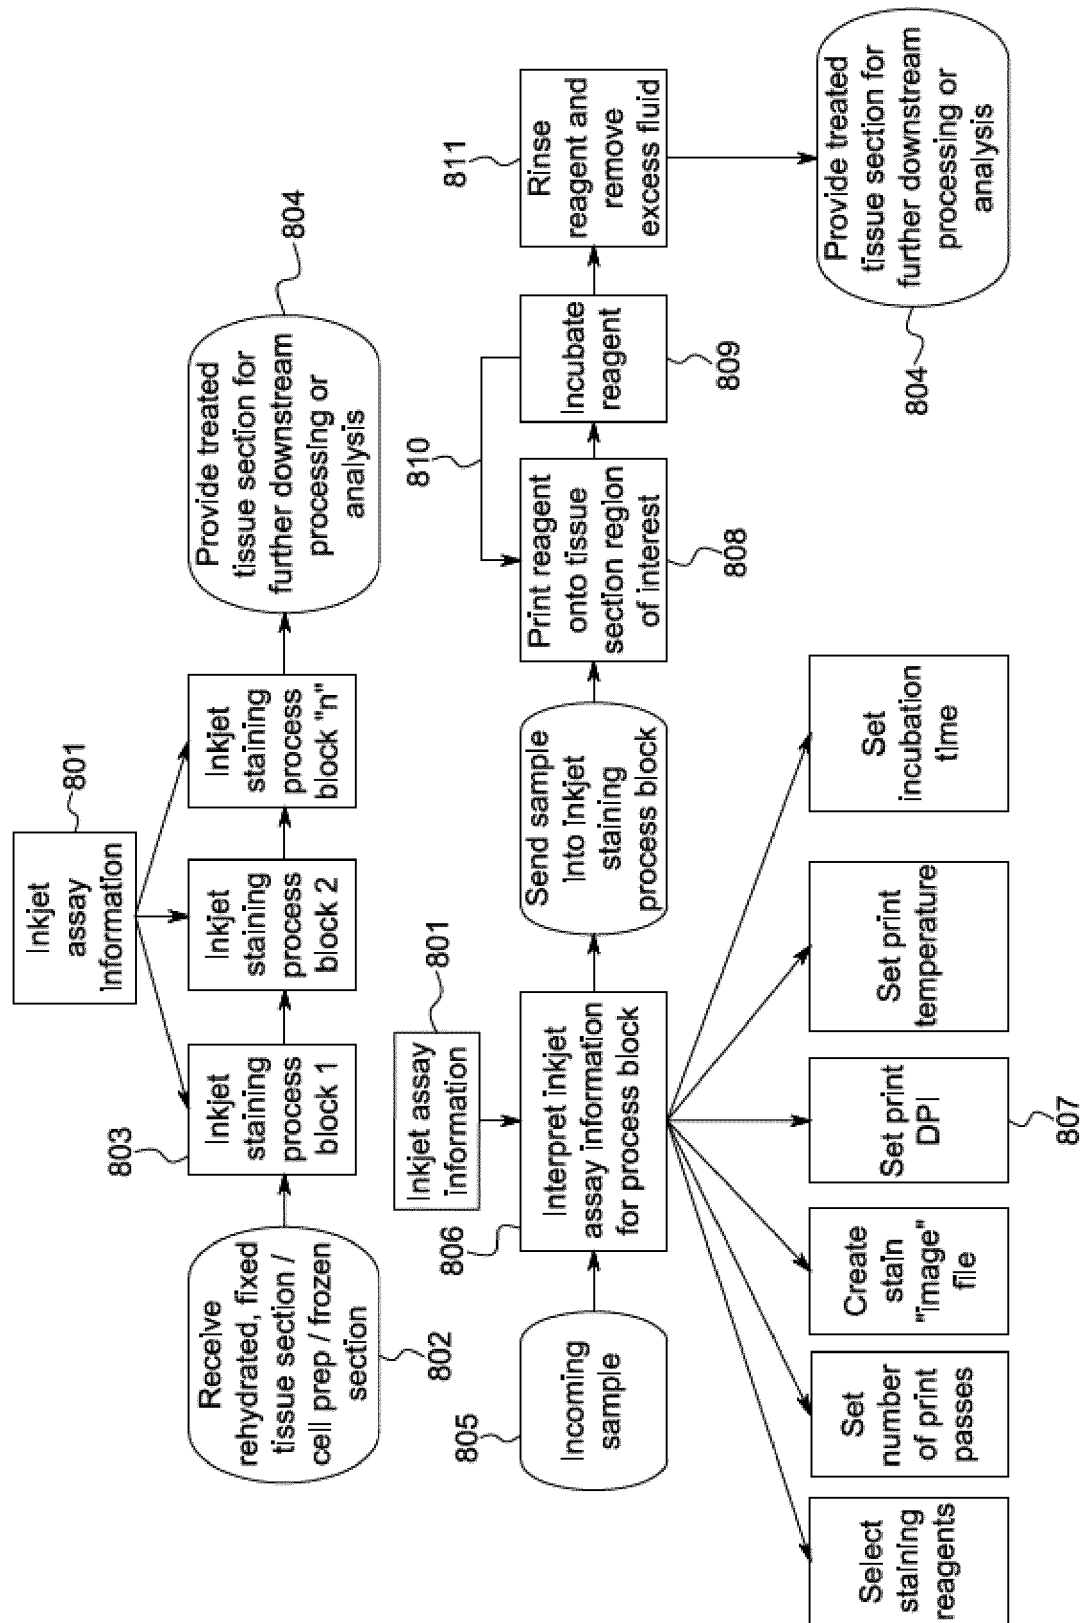 Inkjet
assay
information
801
Receive
rehydrated, fixed
tissue section /
cell prep / frozen
section
802
803
Inkjet
staining
process
block 1
Inkjet
staining
process
block 2
Inkjet
staining
process
block "n"
Provide treated
tissue section for
further downstream
processing or
analysis
804
Inkjet assay
information
801
805
Incoming
sample
806
Interpret inkjet
assay information
for process block
Send sample
into inkjet
staining
process block
Print reagent
onto tissue
section region
of interest
808
810
Incubate
reagent
809
811
Rinse
reagent and
remove
excess fluid
Provide treated
tissue section for
further downstream
processing or
analysis
804
Select
staining
reagents
Set
number
of print
passes
Create
stain
"image"
file
Set print
DPI
807
Set print
temperature
Set
incubation
time